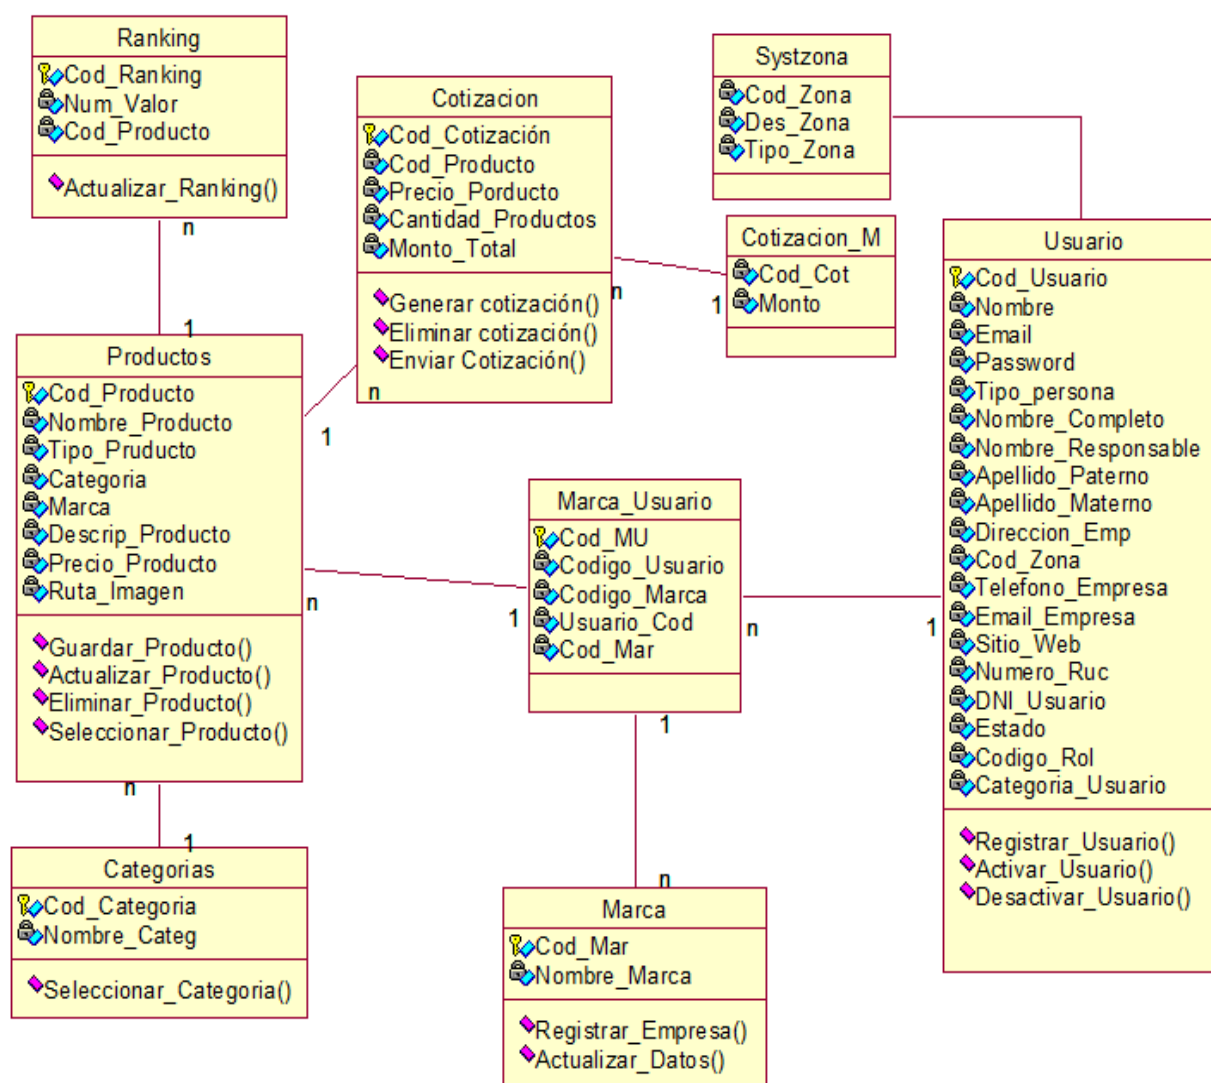 Ranking
Cod_Ranking
Num_Valor
Cod_Producto
Actualizar_Ranking()
n
1
Cotizacion
Cod_Cotización
Cod_Producto
Precio_Porducto
Cantidad_Productos
Monto_Total
Generar cotización()
Eliminar cotización()
Enviar Cotización()
n
1
n
1
Systzona
Cod_Zona
Des_Zona
Tipo_Zona
Cotizacion_M
Cod_Cot
Monto
Usuario
Cod_Usuario
Nombre
Email
Password
Tipo_persona
Nombre_Completo
Nombre_Responsable
Apellido_Paterno
Apellido_Materno
Direccion_Emp
Cod_Zona
Telefono_Empresa
Email_Empresa
Sitio_Web
Numero_Ruc
DNI_Usuario
Estado
Codigo_Rol
Categoria_Usuario
Registrar_Usuario()
Activar_Usuario()
Desactivar_Usuario()
Productos
Cod_Producto
Nombre_Producto
Tipo_Pruducto
Categoria
Marca
Descrip_Producto
Precio_Producto
Ruta_Imagen
Guardar_Producto()
Actualizar_Producto()
Eliminar_Producto()
Seleccionar_Producto()
n
1
Marca_Usuario
Cod_MU
Codigo_Usuario
Codigo_Marca
Usuario_Cod
Cod_Mar
n
1
1
n
n
1
Categorias
Cod_Categoria
Nombre_Categ
Seleccionar_Categoria()
Marca
Cod_Mar
Nombre_Marca
Registrar_Empresa()
Actualizar_Datos()